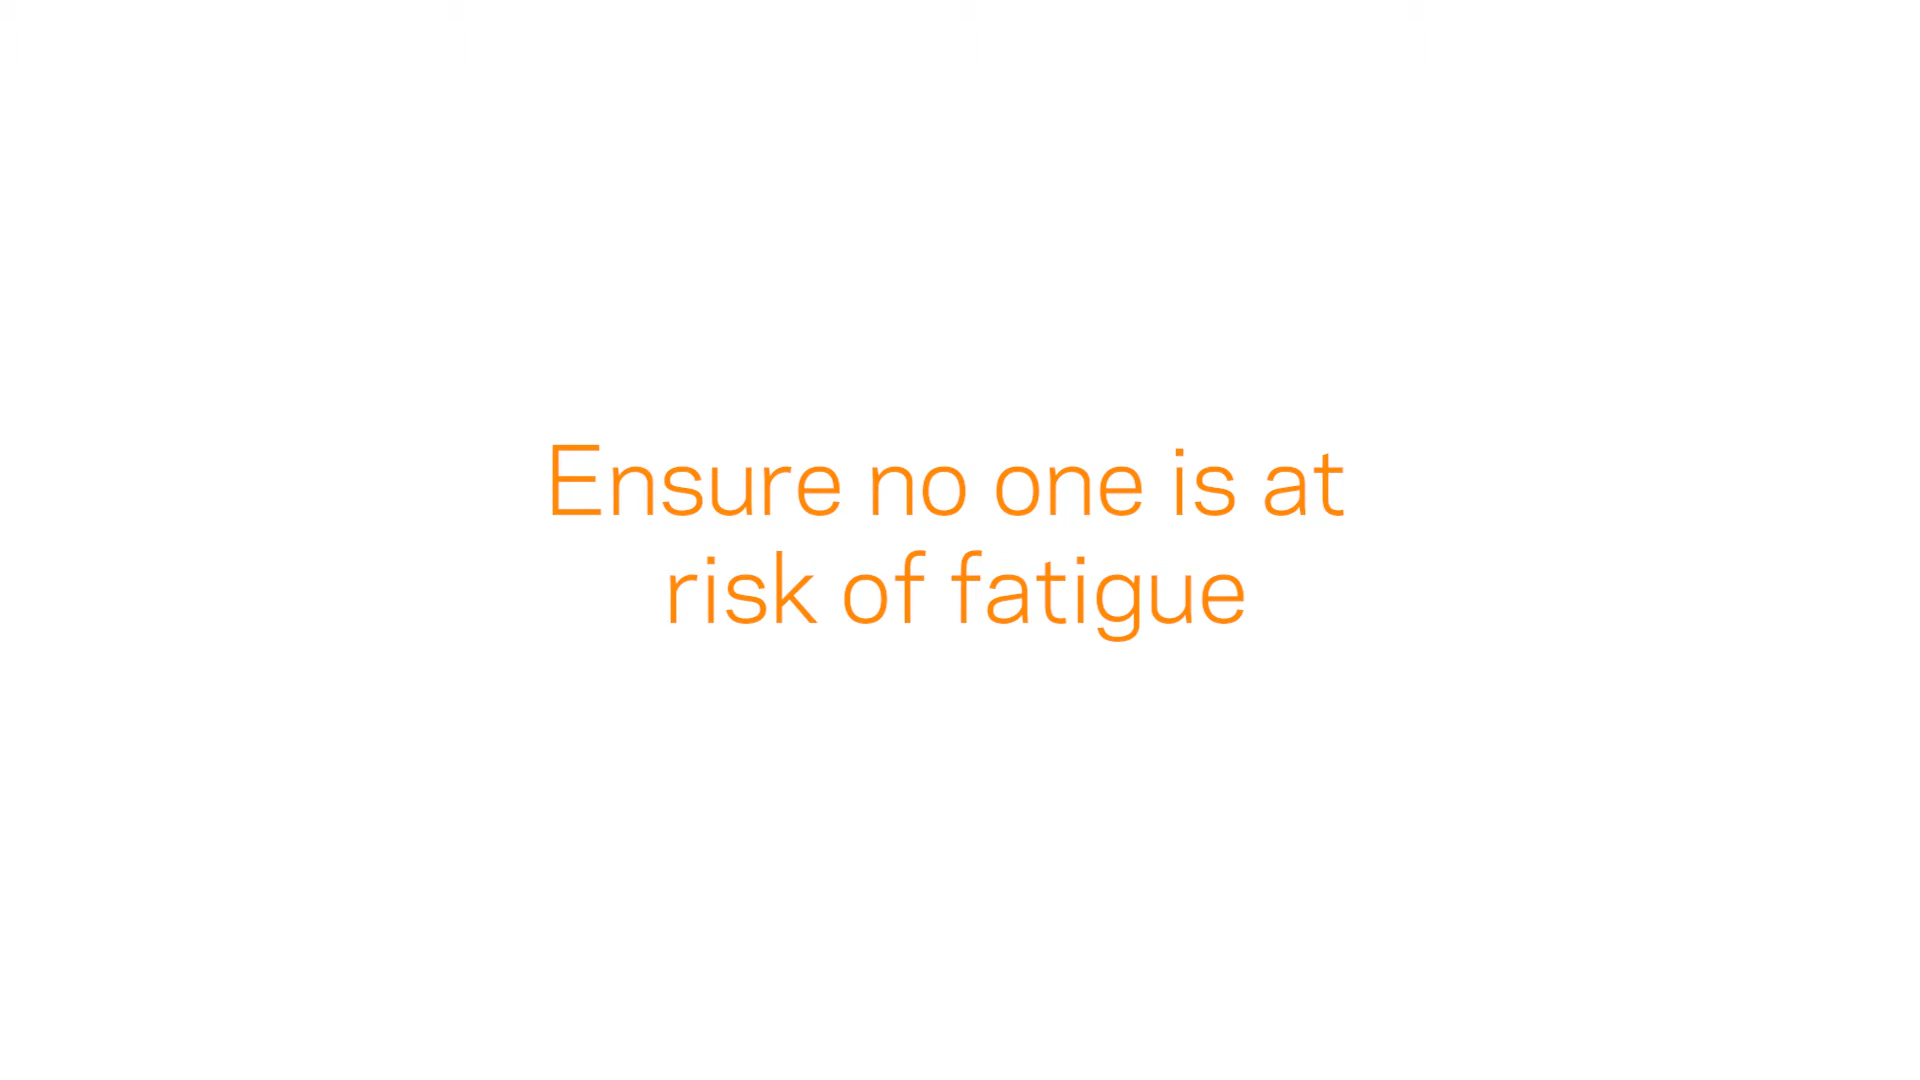 Ensure no one is at
risk of fatigue